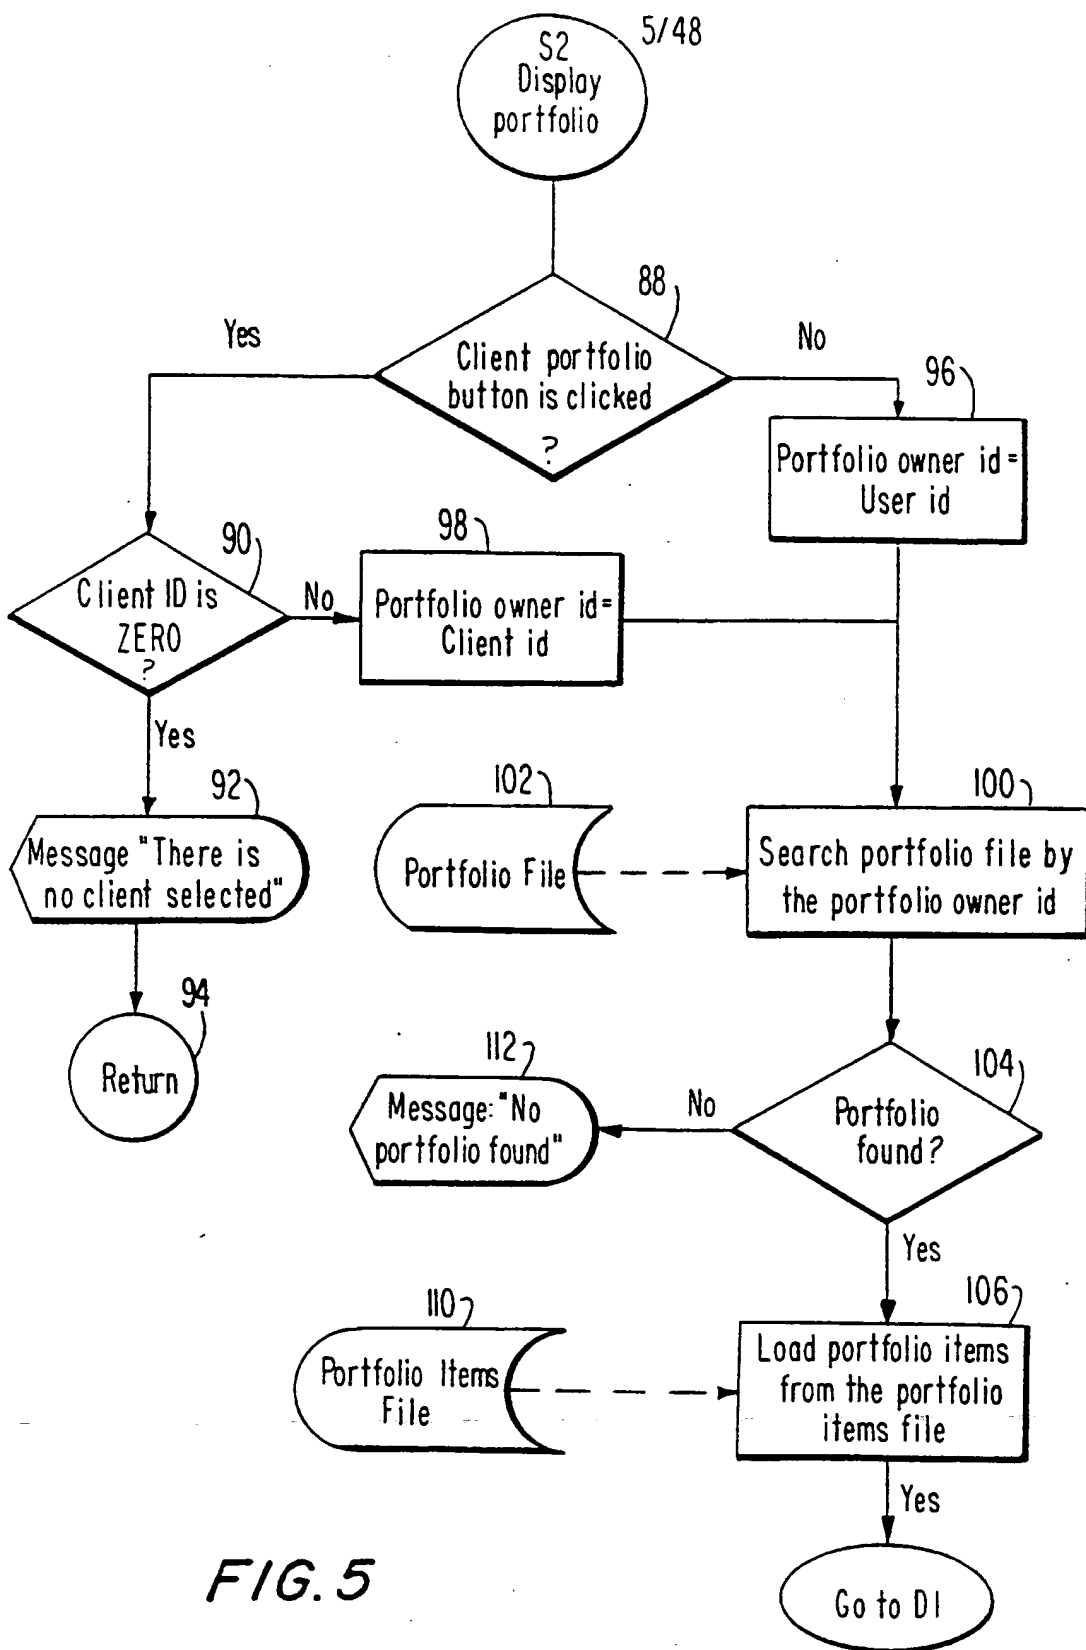 5/48
S2
Display
portfolio
88
Yes
No
Client portfolio
button is clicked
?
96
Portfolio owner id=
User id
90
Client ID is
ZERO
?
No
98
Portfolio owner id=
Client id
Yes
92
Message "There is
no client selected"
102
Portfolio File
100
Search portfolio file by
the portfolio owner id
94
Return
112
Message: "No
portfolio found"
No
104
Portfolio
found?
Yes
110
Portfolio Items
File
106
Load portfolio items
from the portfolio
items file
Yes
Go to D1
FIG. 5